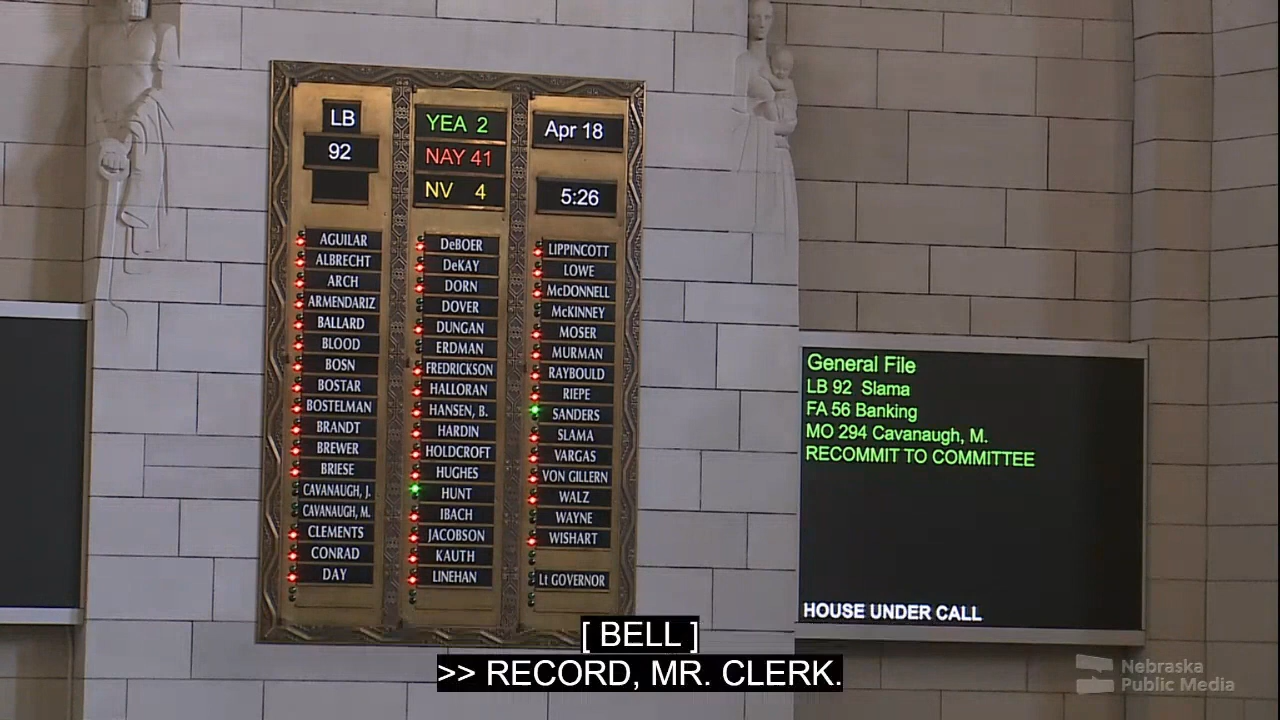 LB
92
YEA 2
NAY 41
NV 4
Apr 18
5:26
AGUILAR
ALBRECHT
ARCH
ARMENDARIZ
BALLARD
BLOOD
BOSN
BOSTAR
BOSTELMAN
BRANDT
BREWER
BRIESE
CAVANAUGH, J.
CAVANAUGH, M.
CLEMENTS
CONRAD
DAY
DeBOER
DeKAY
DORN
DOVER
DUNGAN
ERDMAN
FREDRICKSON
HALLORAN
HANSEN, B.
HARDIN
HOLDCROFT
HUGHES
HUNT
IBACH
JACOBSON
KAUTH
LINEHAN
LIPPINCOTT
LOWE
McDONNELL
McKINNEY
MOSER
MURMAN
RAYBOULD
RIEPE
SANDERS
SLAMA
VARGAS
VON GILLERN
WALZ
WAYNE
WISHART
Lt GOVERNOR
General File
LB 92 Slama
FA 56 Banking
MO 294 Cavanaugh, M.
RECOMMIT TO COMMITTEE
HOUSE UNDER CALL
[ BELL ]
>> RECORD, MR. CLERK.
Nebraska
Public Media